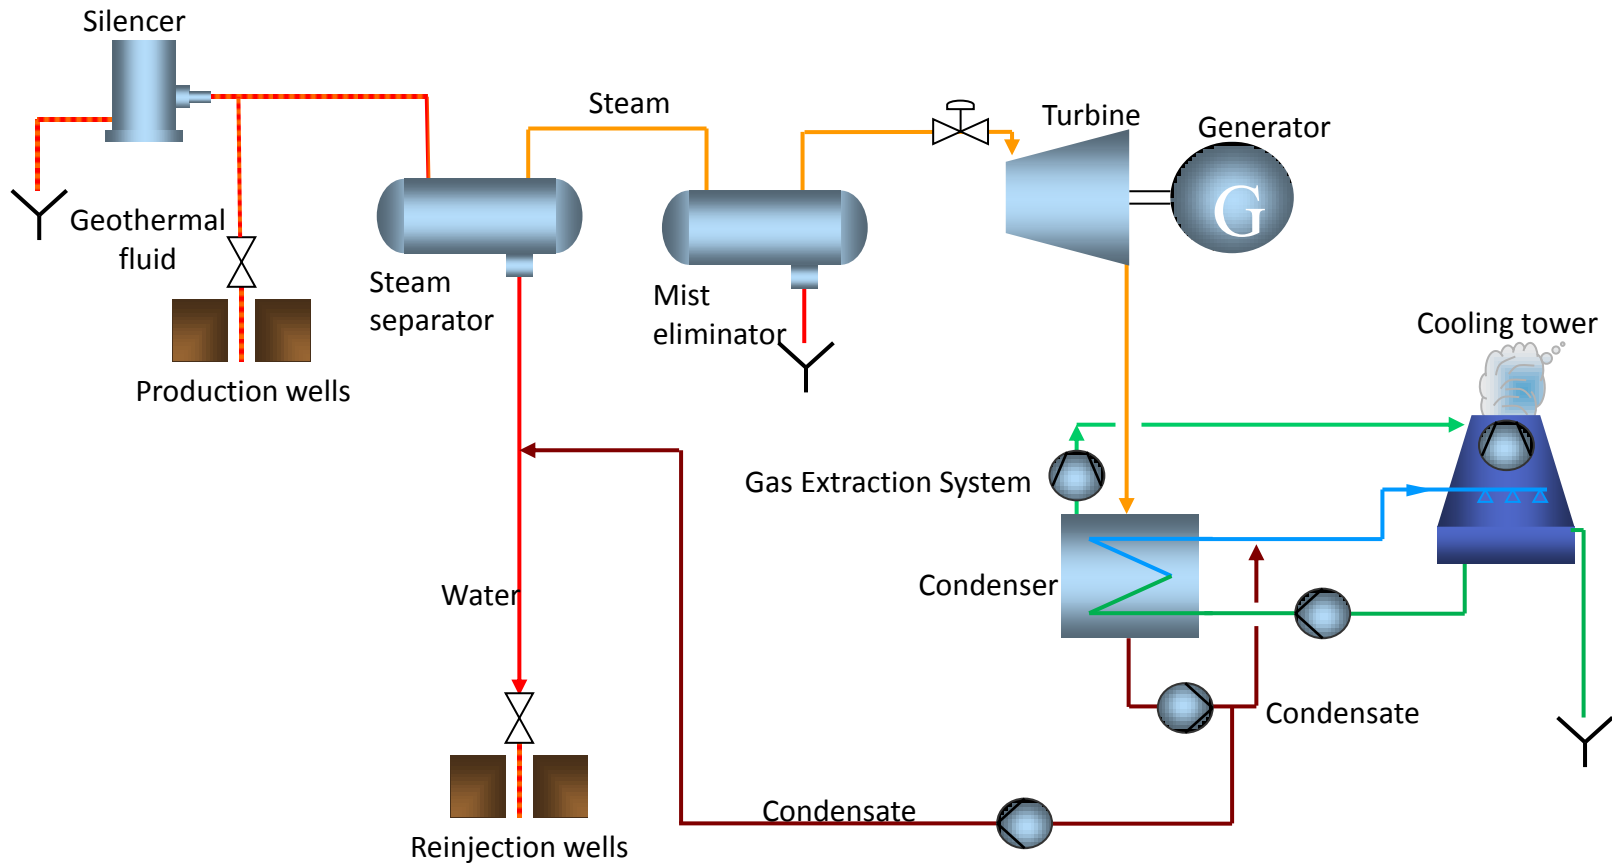 Silencer
Steam
Turbine
Generator
G
Geothermal
fluid
Steam
separator
Mist
eliminator
Cooling tower
Production wells
Gas Extraction System
Condenser
Water
Condensate
Condensate
Reinjection wells